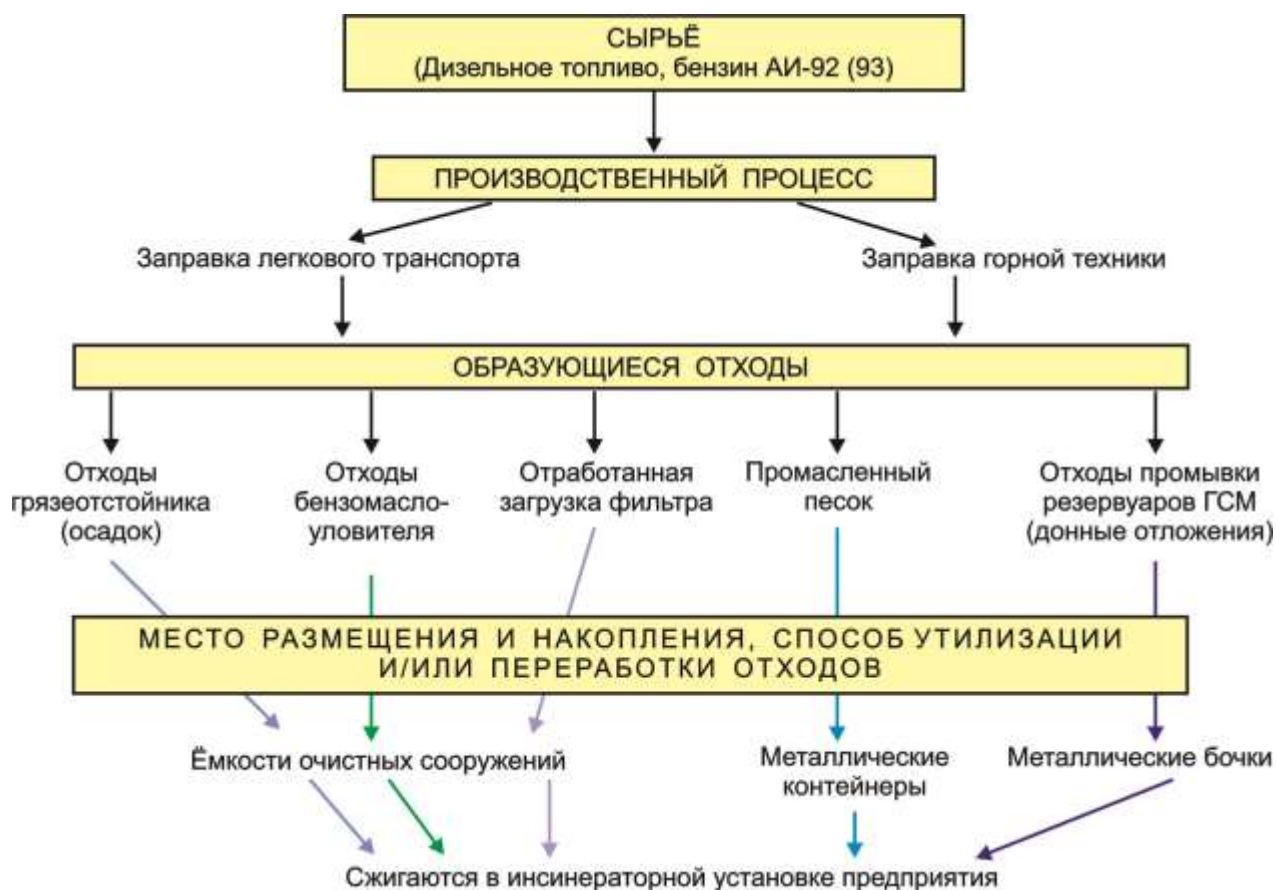 СЫРЬЁ
(Дизельное топливо, бензин АИ-92 (93)
ПРОИЗВОДСТВЕННЫЙ ПРОЦЕСС
Заправка легкового транспорта
Заправка горной техники
ОБРАЗУЮЩИЕСЯ ОТХОДЫ
Отходы
грязеотстойника
(осадок)
Отходы
бензомасло-
уловителя
Отработанная
загрузка фильтра
Промасленный
песок
Отходы промывки
резервуаров ГСМ
(донные отложения)
МЕСТО РАЗМЕЩЕНИЯ И НАКОПЛЕНИЯ, СПОСОБ УТИЛИЗАЦИИ
И/ИЛИ ПЕРЕРАБОТКИ ОТХОДОВ
Ёмкости очистных сооружений
Металлические
контейнеры
Металлические бочки
Сжигаются в инсинераторной установке предприятия